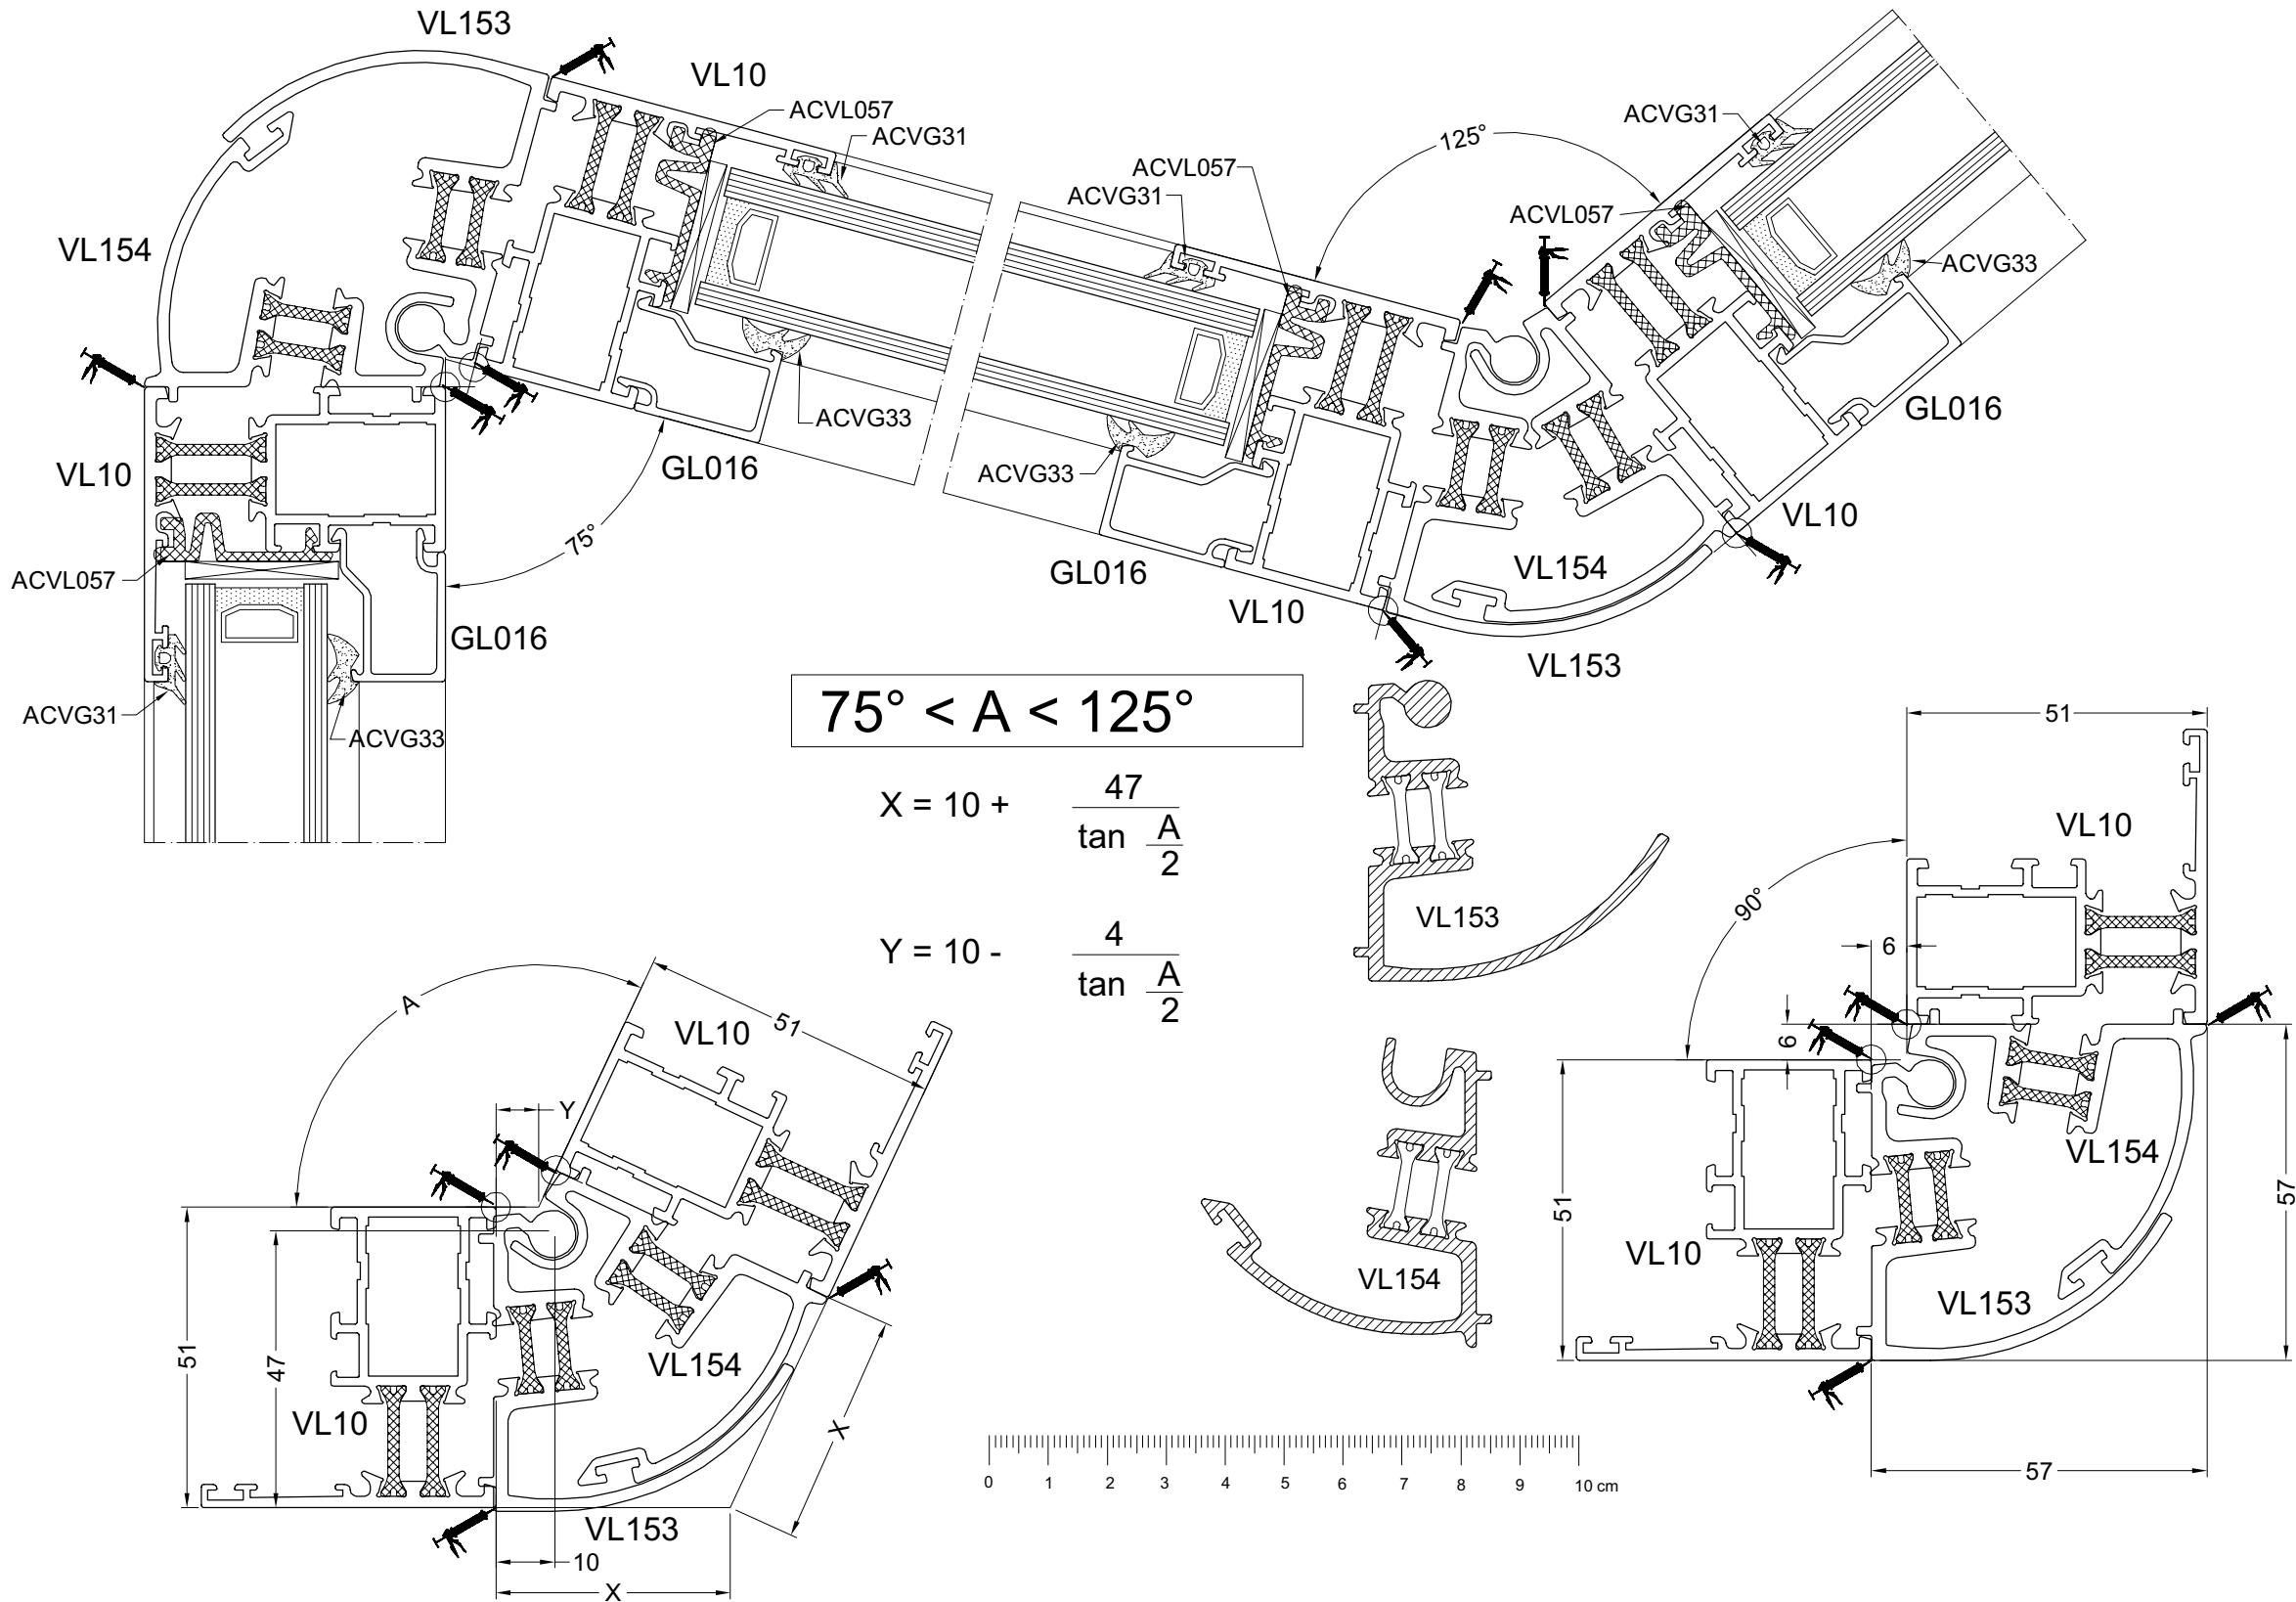 VL153
VL10
ACVL057
ACVG31
ACVG31
125°
ACVL057
ACVG31
ACVL057
VL154
ACVG33
ACVG33
GL016
VL10
GL016
ACVG33
VL10
75°
ACVL057
GL016
VL154
VL10
GL016
VL153
ACVG31
ACVG33
75° < A < 125°
X = 10 + 47
tan A
2
Y = 10 - 4
tan A
2
VL153
VL154
51
VL10
90°
6
6
51
57
VL154
VL10
VL153
57
A
51
VL10
Y
51
47
VL154
VL10
X
VL153
10
X
0 1 2 3 4 5 6 7 8 9 10 cm